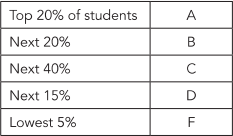 Top 20% of students A
Next 20% B
Next 40% C
Next 15% D
Lowest 5% F